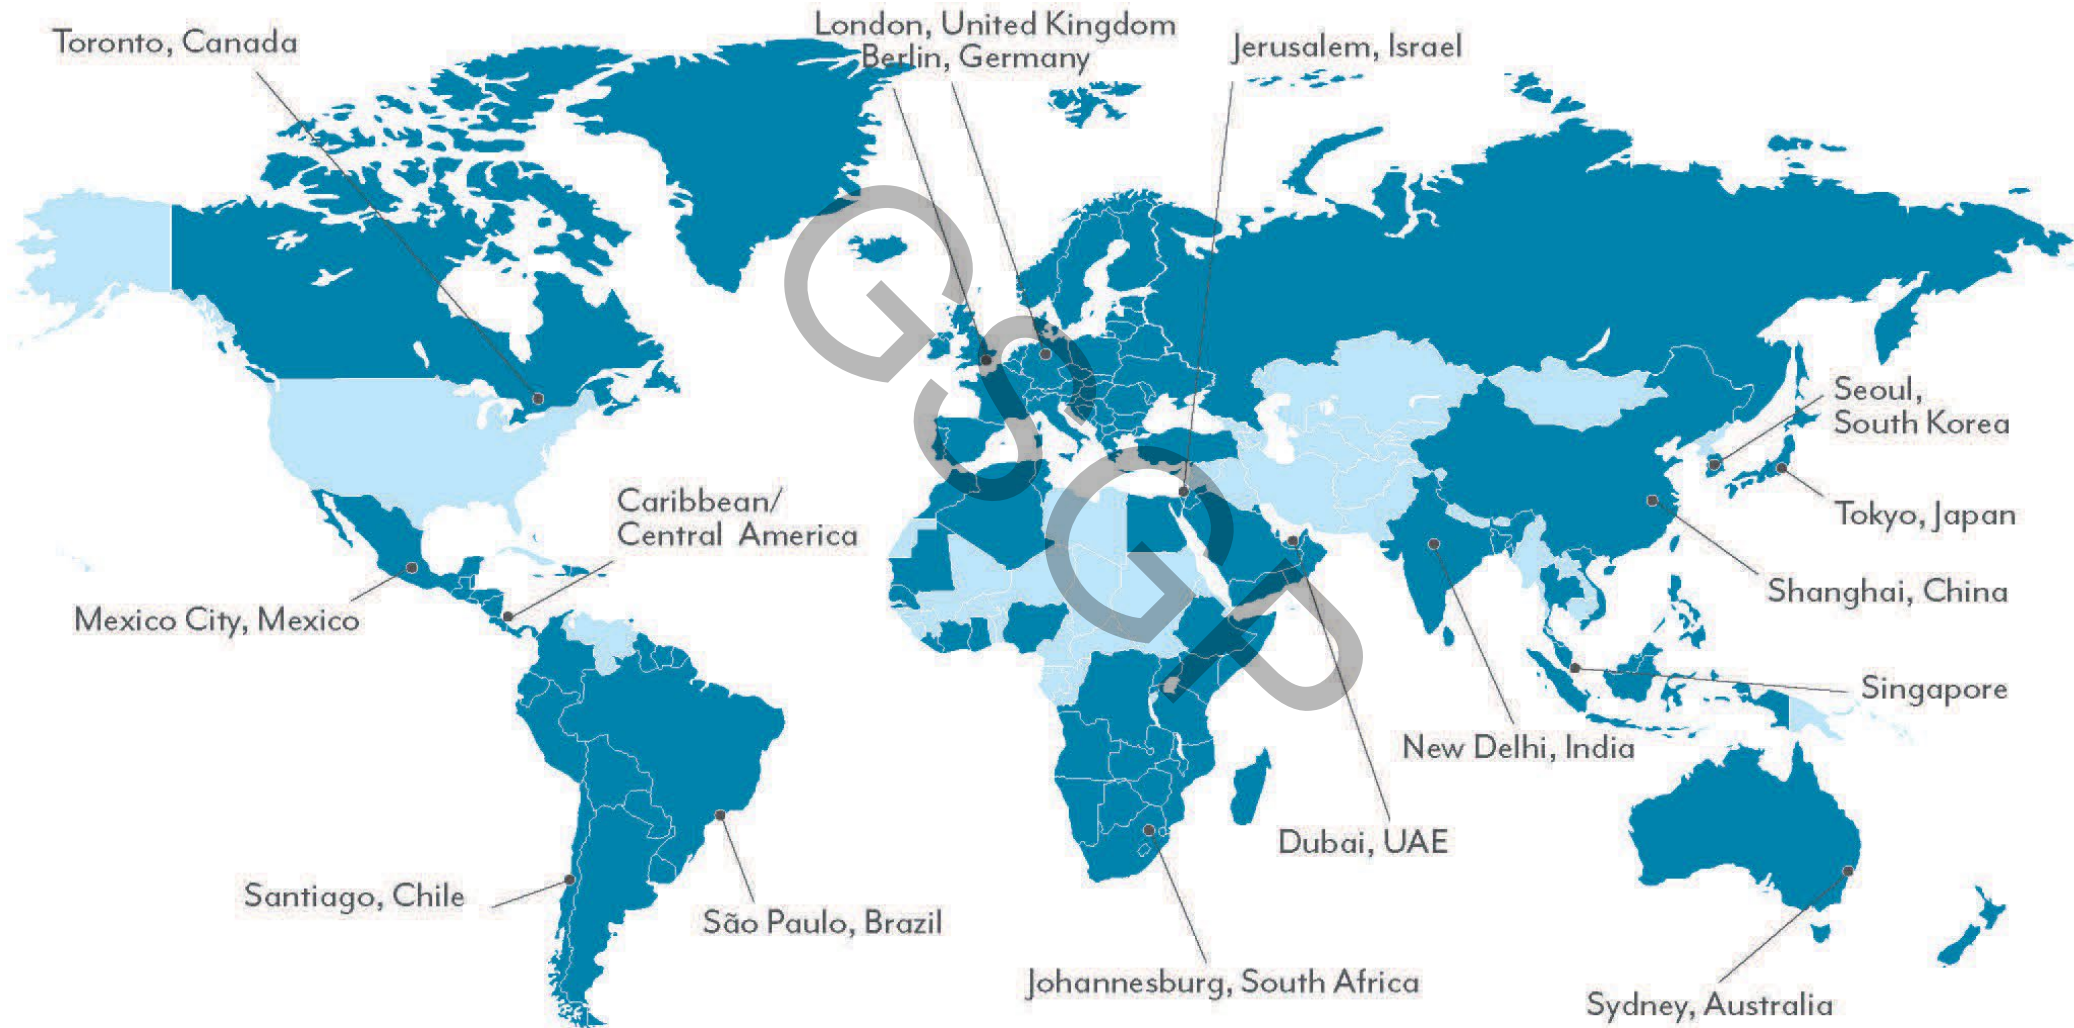 London, United Kingdom
Berlin, Germany
Toronto, Canada
Jerusalem, Israel
Seoul,
South Korea
Caribbean/
Central America
Tokyo, Japan
Mexico City, Mexico
Shanghai, China
Singapore
New Delhi, India
Dubai, UAE
Santiago, Chile
São Paulo, Brazil
Johannesburg, South Africa
Sydney, Australia
GSGP